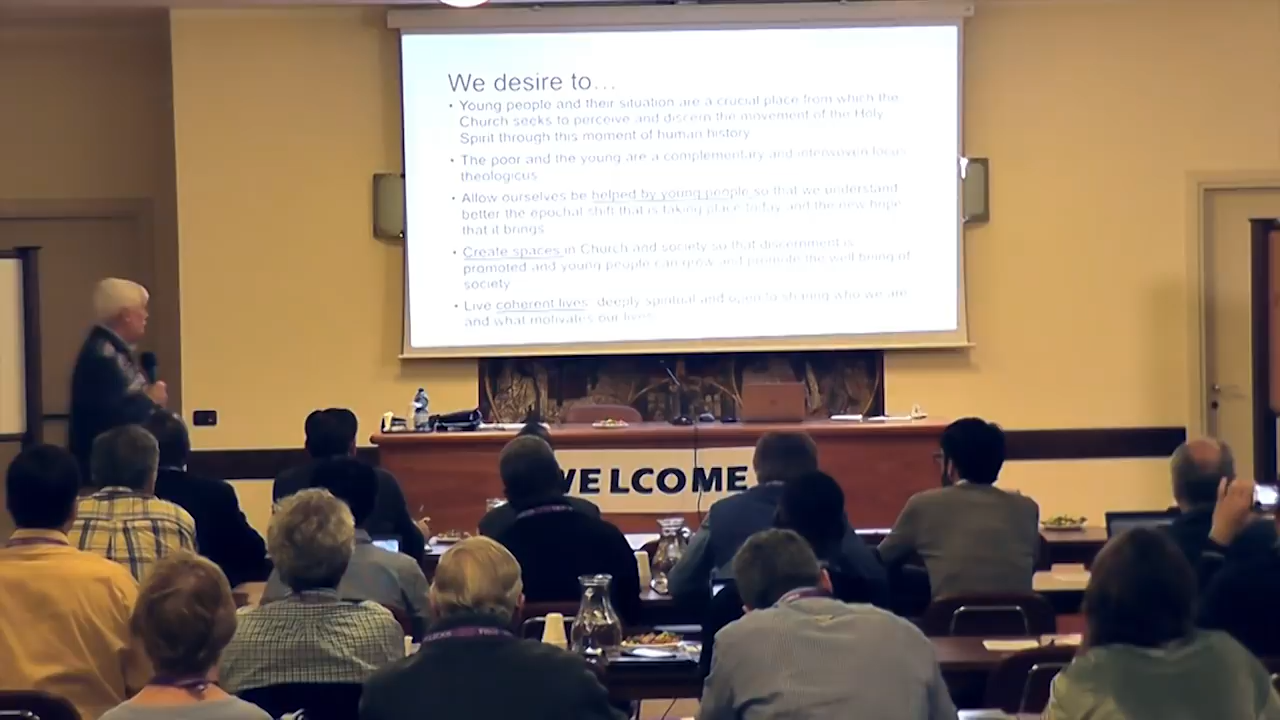 We desire to...
• Young people and their situation are a crucial place from which the
Church seeks to perceive and discern the movement of the Holy
Spirit through this moment of human history
• The poor and the young are a complementary and interwoven locus
theologicus
• Allow ourselves be helped by young people so that we understand
better the epochal shift that is taking place today and the new hope
that it brings
• Create spaces in Church and society so that discernment is
promoted and young people can grow and promote the well being of
society
• Live coherent lives, deeply spiritual and open to sharing who we are
and what motivates our lives
WELCOME